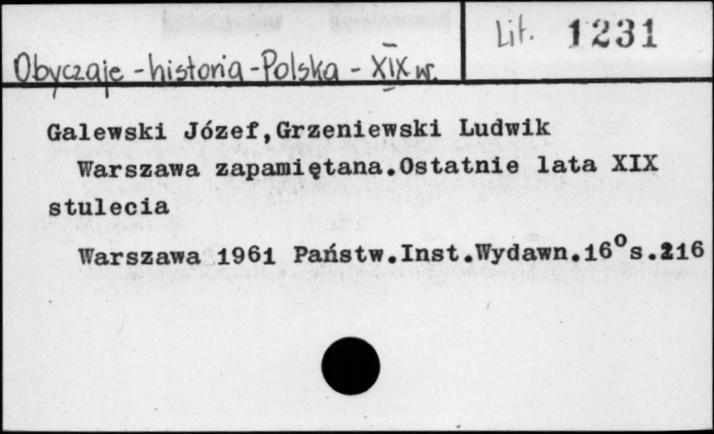 Lit. 1231
Obyczaje - historia - Polska - XIX w.
Galewski Józef,Grzeniewski Ludwik
Warszawa zapamiętana.Ostatnie lata XIX
stulecia
Warszawa 1961 Państw.Inst.Wydawn.16° s.216